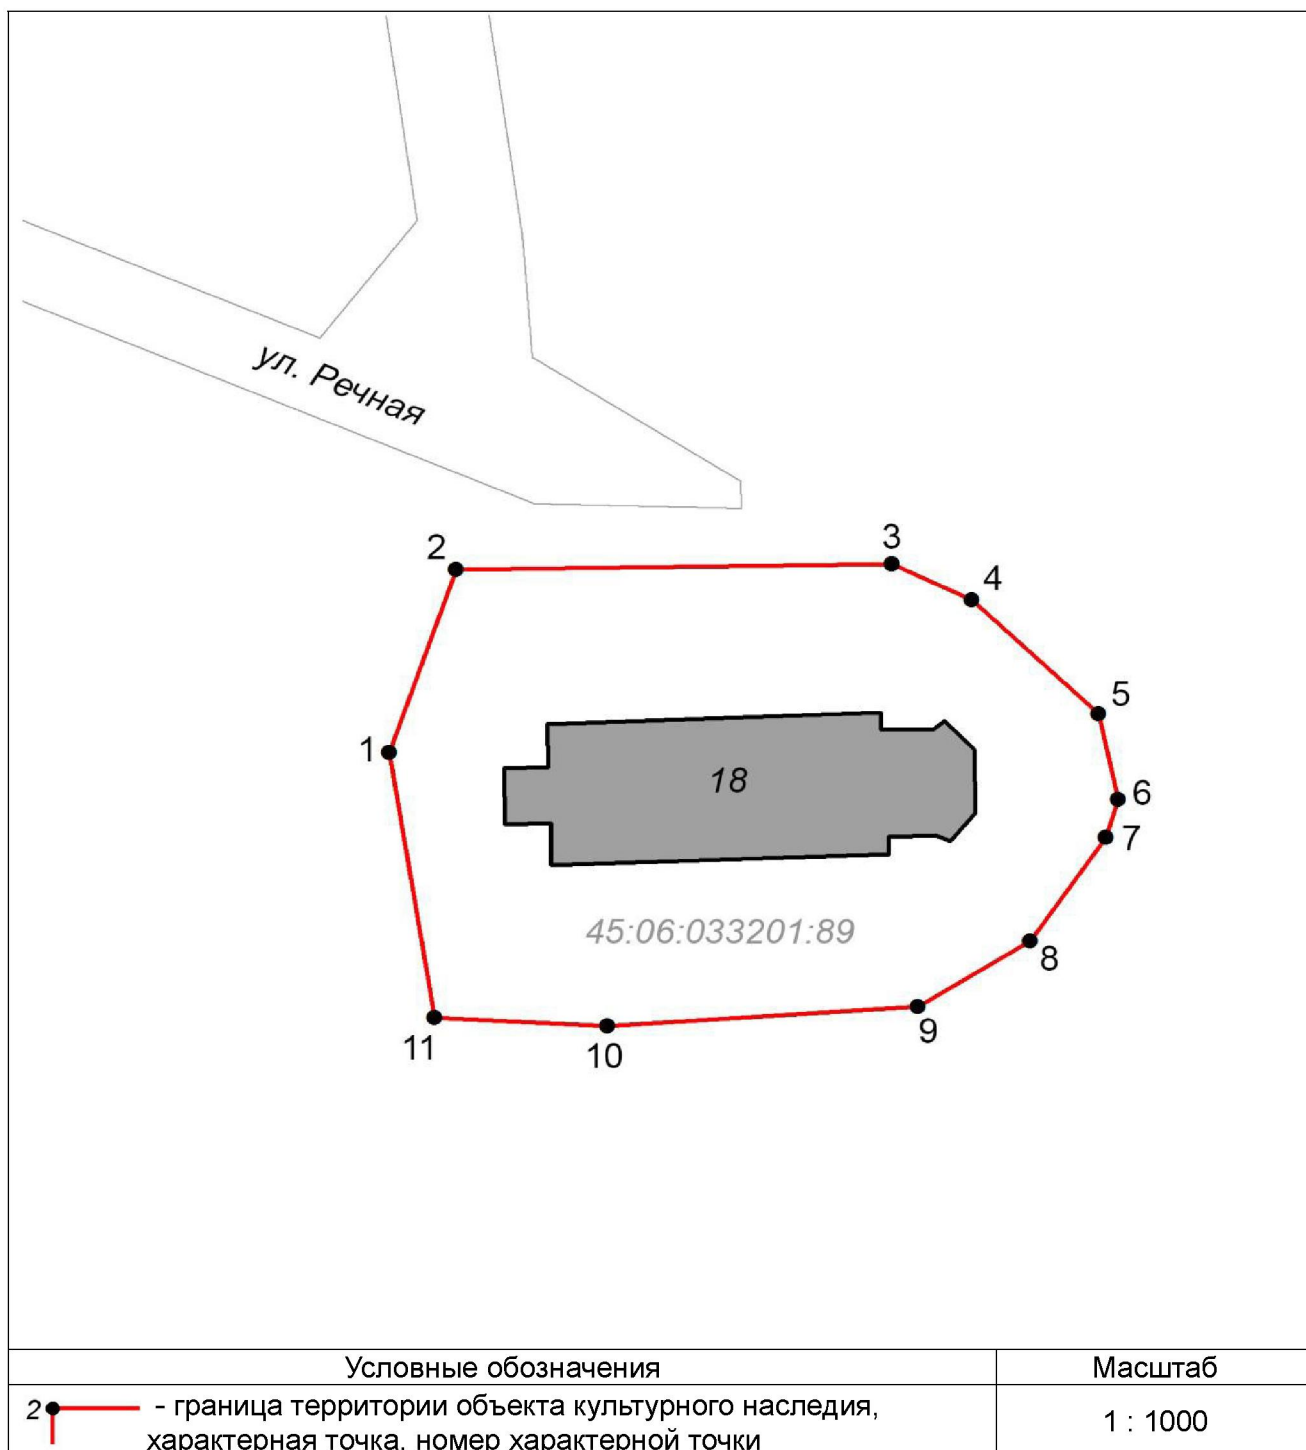 ул. Речная
2
3
4
5
1
18
6
7
45:06:033201:89
8
9
11
10
Условные обозначения
Масштаб
2 - граница территории объекта культурного наследия,
характерная точка, номер характерной точки
1 : 1000